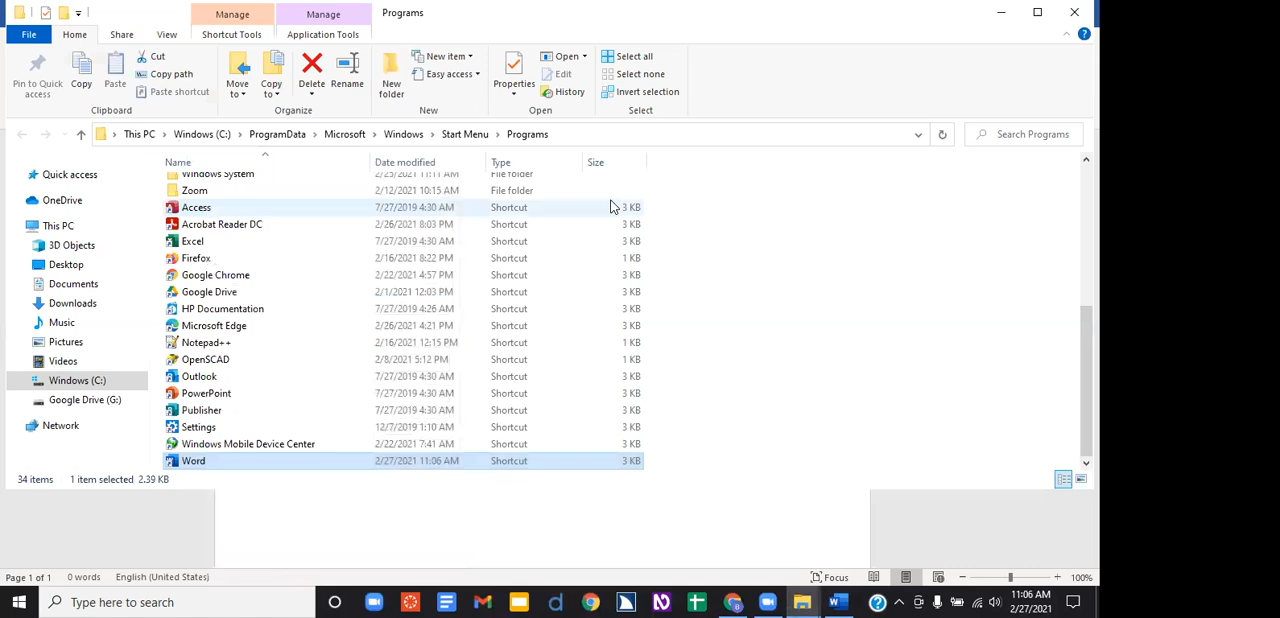 Manage Manage Programs
File Home Share View Shortcut Tools Application Tools
Pin to Quick access
Copy
Paste
Cut
Copy path
Paste shortcut
Clipboard
Move to
Copy to
Delete
Rename
Organize
New folder
New item
Easy access
New
Properties
Open
Edit
History
Open
Select all
Select none
Invert selection
Select
This PC > Windows (C:) > ProgramData > Microsoft > Windows > Start Menu > Programs
Search Programs
Quick access
OneDrive
This PC
3D Objects
Desktop
Documents
Downloads
Music
Pictures
Videos
Windows (C:)
Google Drive (G:)
Network
Name Date modified Type Size
Windows System 2/25/2021 11:11 AM File folder
Zoom 2/12/2021 10:15 AM File folder
Access 7/27/2019 4:30 AM Shortcut 3 KB
Acrobat Reader DC 2/26/2021 8:03 PM Shortcut 3 KB
Excel 7/27/2019 4:30 AM Shortcut 3 KB
Firefox 2/16/2021 8:22 PM Shortcut 1 KB
Google Chrome 2/22/2021 4:57 PM Shortcut 3 KB
Google Drive 2/1/2021 12:03 PM Shortcut 3 KB
HP Documentation 7/27/2019 4:26 AM Shortcut 3 KB
Microsoft Edge 2/26/2021 4:21 PM Shortcut 3 KB
Notepad++ 2/16/2021 12:15 PM Shortcut 1 KB
OpenSCAD 2/8/2021 5:12 PM Shortcut 1 KB
Outlook 7/27/2019 4:30 AM Shortcut 3 KB
PowerPoint 7/27/2019 4:30 AM Shortcut 3 KB
Publisher 7/27/2019 4:30 AM Shortcut 3 KB
Settings 12/7/2019 1:10 AM Shortcut 3 KB
Windows Mobile Device Center 2/22/2021 7:41 AM Shortcut 3 KB
Word 2/27/2021 11:06 AM Shortcut 3 KB
34 items 1 item selected 2.39 KB
Page 1 of 1 0 words English (United States) Focus 100%
Type here to search
11:06 AM
2/27/2021